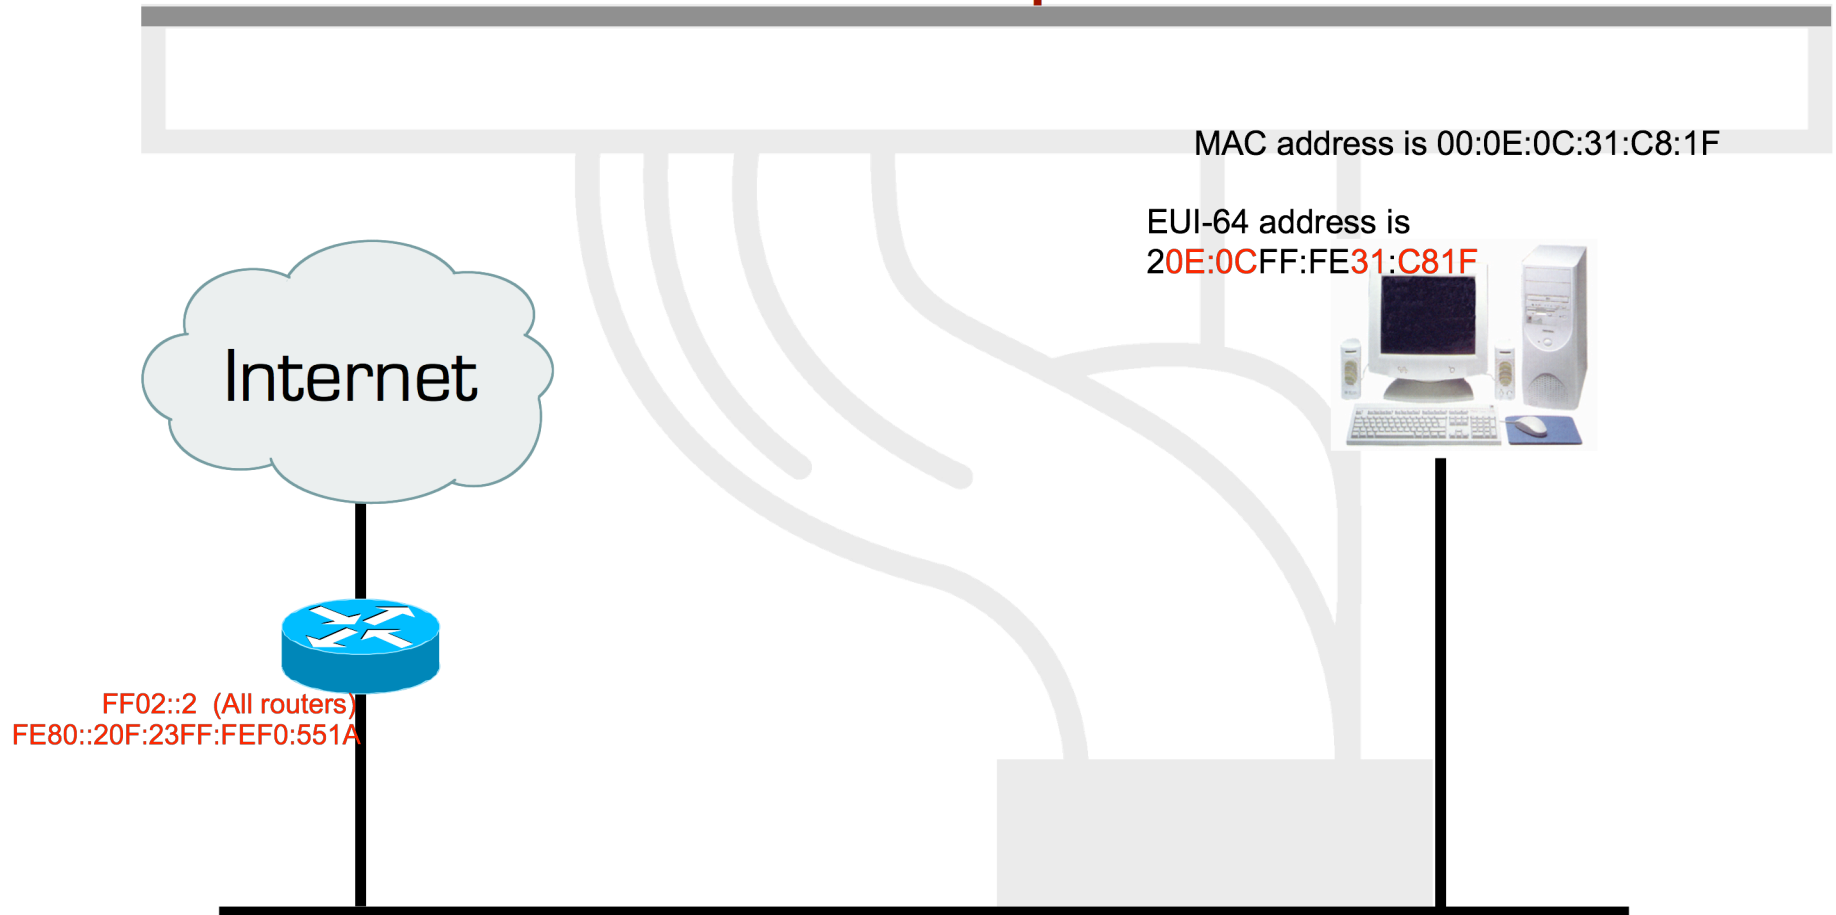 MAC address is 00:0E:0C:31:C8:1F
EUI-64 address is
20E:0CFF:FE31:C81F
Internet
FF02::2 (All routers)
FE80::20F:23FF:FEF0:551A